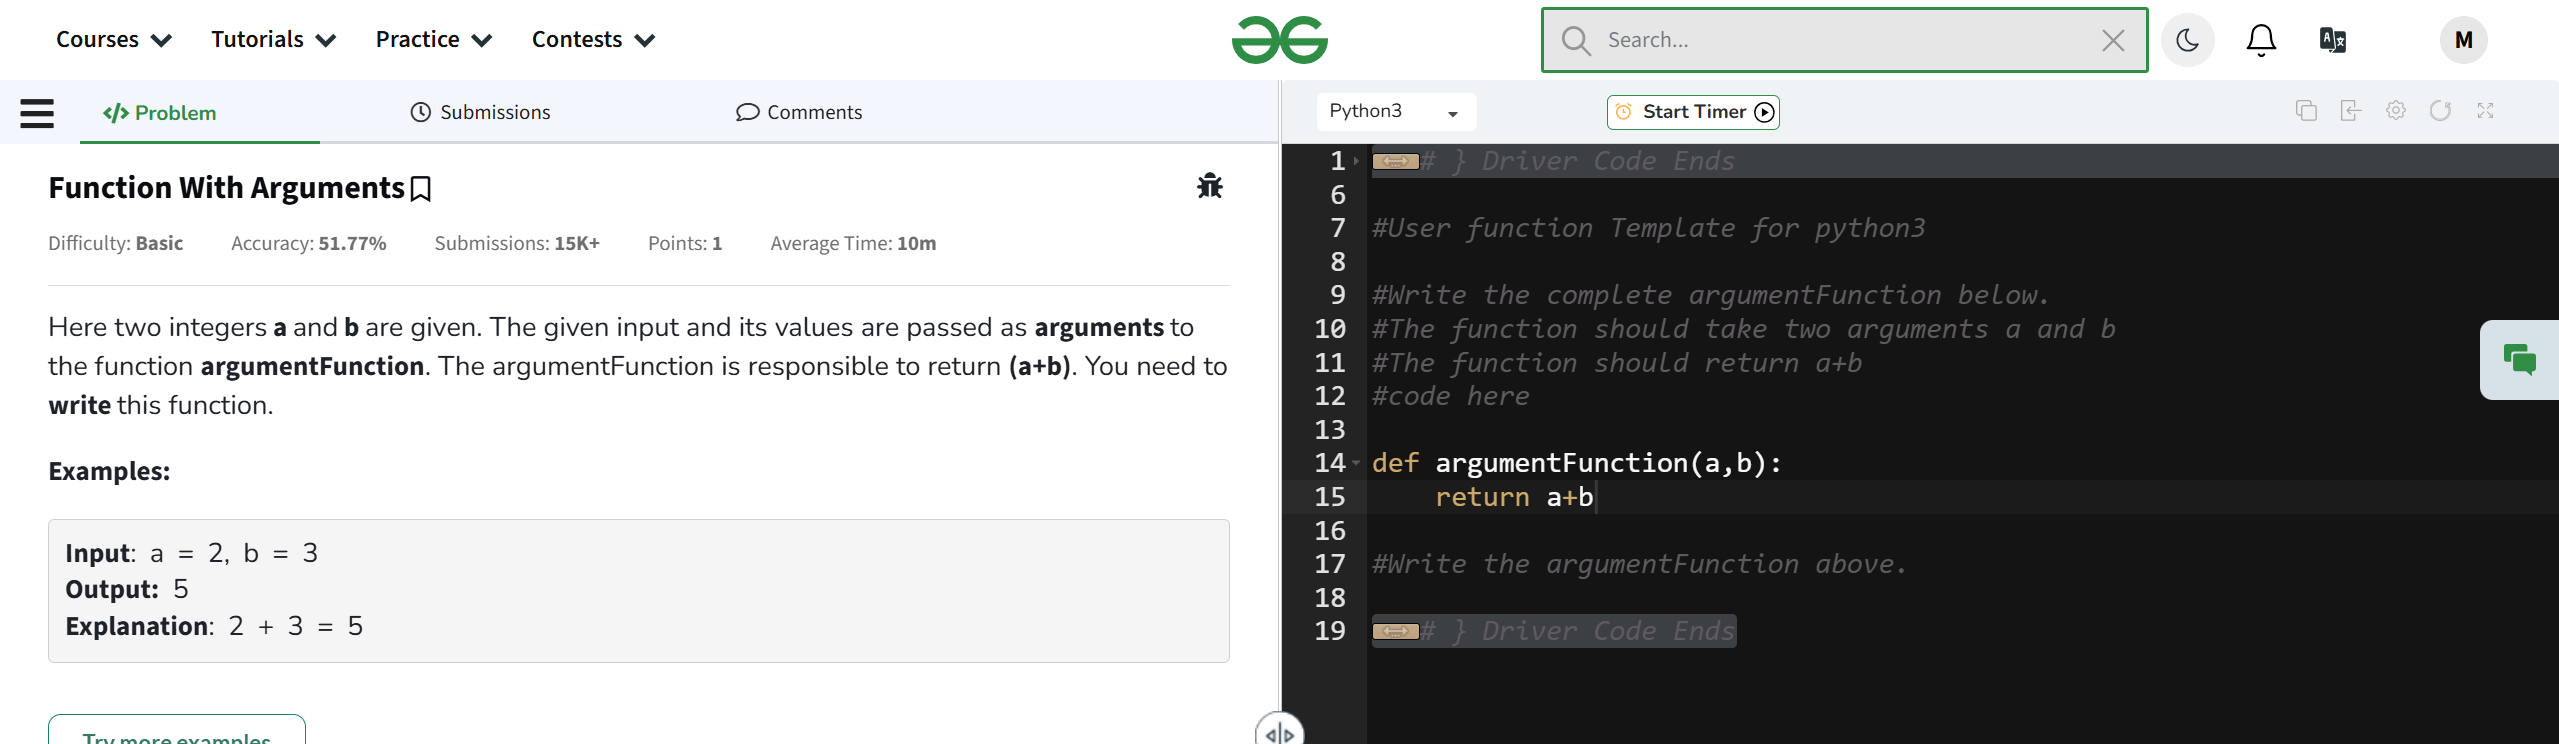 Courses Tutorials Practice Contests
Search...
M
Problem Submissions Comments
Python3 Start Timer
Function With Arguments
Difficulty: Basic Accuracy: 51.77% Submissions: 15K+ Points: 1 Average Time: 10m
Here two integers a and b are given. The given input and its values are passed as arguments to
the function argumentFunction. The argumentFunction is responsible to return (a+b). You need to
write this function.
Examples:
Input: a = 2, b = 3
Output: 5
Explanation: 2 + 3 = 5
Try more examples
1 # } Driver Code Ends
6
7 #User function Template for python3
8
9 #Write the complete argumentFunction below.
10 #The function should take two arguments a and b
11 #The function should return a+b
12 #code here
13
14 def argumentFunction(a,b):
15     return a+b
16
17 #Write the argumentFunction above.
18
19 # } Driver Code Ends